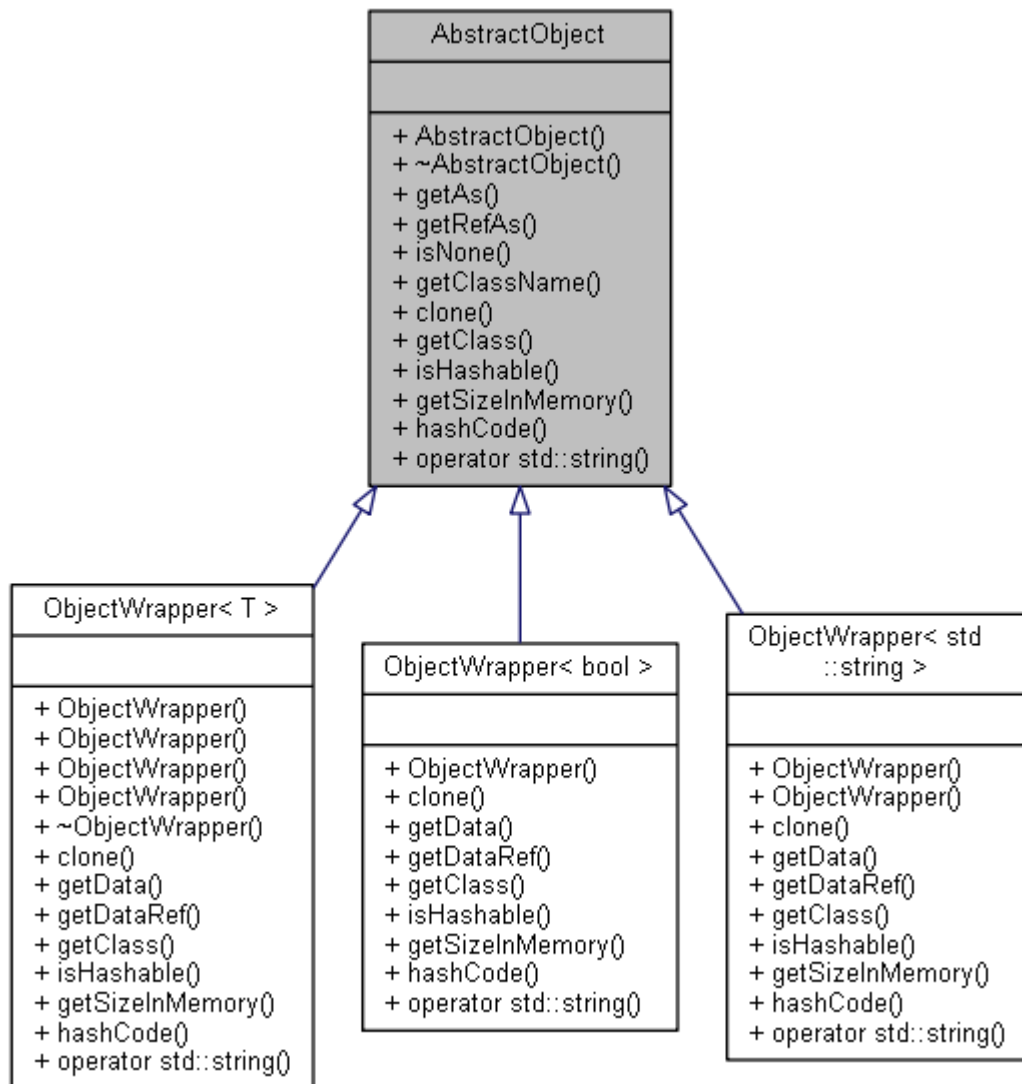 AbstractObject
+ AbstractObject()
+ ~AbstractObject()
+ getAs()
+ getRefAs()
+ isNone()
+ getClassName()
+ clone()
+ getClass()
+ isHashable()
+ getSizeInMemory()
+ hashCode()
+ operator std::string()
ObjectWrapper< T >
+ ObjectWrapper()
+ ObjectWrapper()
+ ObjectWrapper()
+ ObjectWrapper()
+ ~ObjectWrapper()
+ clone()
+ getData()
+ getDataRef()
+ getClass()
+ isHashable()
+ getSizeInMemory()
+ hashCode()
+ operator std::string()
ObjectWrapper< bool >
+ ObjectWrapper()
+ clone()
+ getData()
+ getDataRef()
+ getClass()
+ isHashable()
+ getSizeInMemory()
+ hashCode()
+ operator std::string()
ObjectWrapper< std
::string >
+ ObjectWrapper()
+ ObjectWrapper()
+ clone()
+ getData()
+ getDataRef()
+ getClass()
+ isHashable()
+ getSizeInMemory()
+ hashCode()
+ operator std::string()